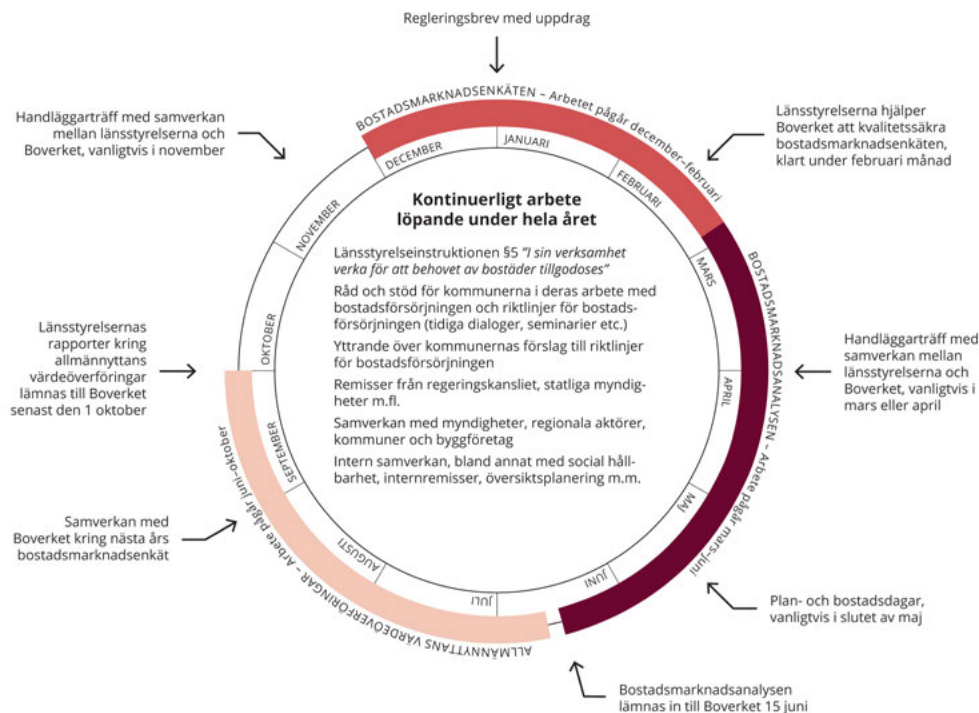 Regleringsbrev med uppdrag
Handläggarträff med samverkan
mellan länsstyrelserna och
Boverket, vanligtvis i november
BOSTADSMARKNADSENKÄTEN – Arbetet pågår december–februari
Länsstyrelserna hjälper
Boverket att kvalitetssäkra
bostadsmarknadsenkäten,
klart under februari månad
DECEMBER
JANUARI
FEBRUARI
NOVEMBER
MARS
Kontinuerligt arbete
löpande under hela året
Länsstyrelseinstruktionen §5 "I sin verksamhet
verka för att behovet av bostäder tillgodoses"
Råd och stöd för kommunerna i deras arbete med
bostadsförsörjningen och riktlinjer för bostads-
försörjningen (tidiga dialoger, seminarier etc.)
Yttrande över kommunernas förslag till riktlinjer
för bostadsförsörjningen
Remisser från regeringskansliet, statliga myndig-
heter m.fl.
Samverkan med myndigheter, regionala aktörer,
kommuner och byggföretag
Intern samverkan, bland annat med social håll-
barhet, internremisser, översiktsplanering m.m.
BOSTADSMARKNADSANALYSEN – Arbete pågår mars–juni
OKTOBER
APRIL
Länsstyrelsernas
rapporter kring
allmännyttans
värdeöverföringar
lämnas till Boverket
senast den 1 oktober
Handläggarträff med
samverkan mellan
länsstyrelserna och
Boverket, vanligtvis i
mars eller april
SEPTEMBER
MAJ
AUGUSTI
JUNI
JULI
Samverkan med
Boverket kring nästa års
bostadsmarknadsenkät
ALLMÄNNYTTANS VÄRDEÖVERFÖRINGAR – Arbete pågår juni–oktober
Plan- och bostadsdagar,
vanligtvis i slutet av maj
Bostadsmarknadsanalysen
lämnas in till Boverket 15 juni